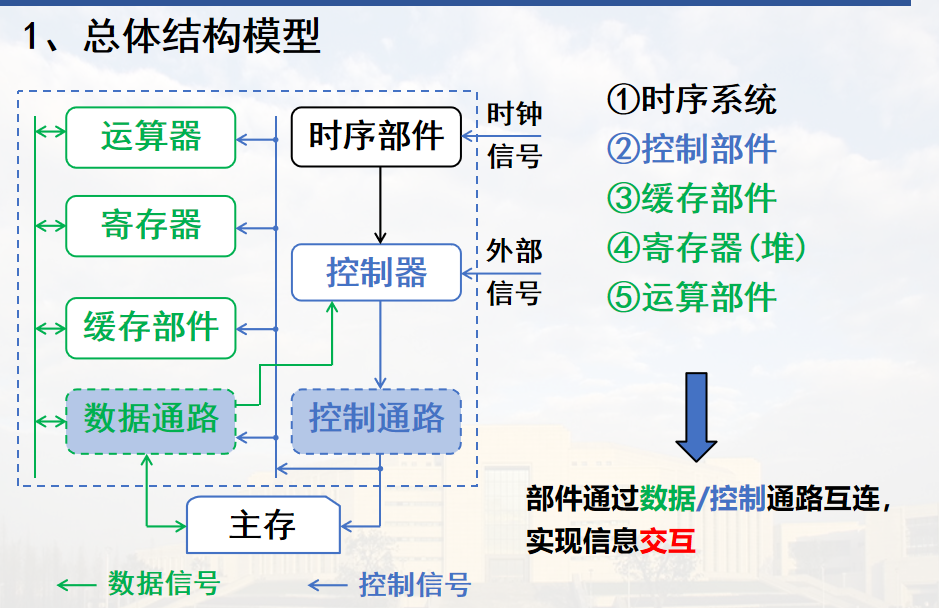 1、总体结构模型
运算器
时序部件
时钟
信号
寄存器
控制器
外部
信号
缓存部件
数据通路
控制通路
主存
数据信号
控制信号
①时序系统
②控制部件
③缓存部件
④寄存器(堆)
⑤运算部件
部件通过数据/控制通路互连,
实现信息交互